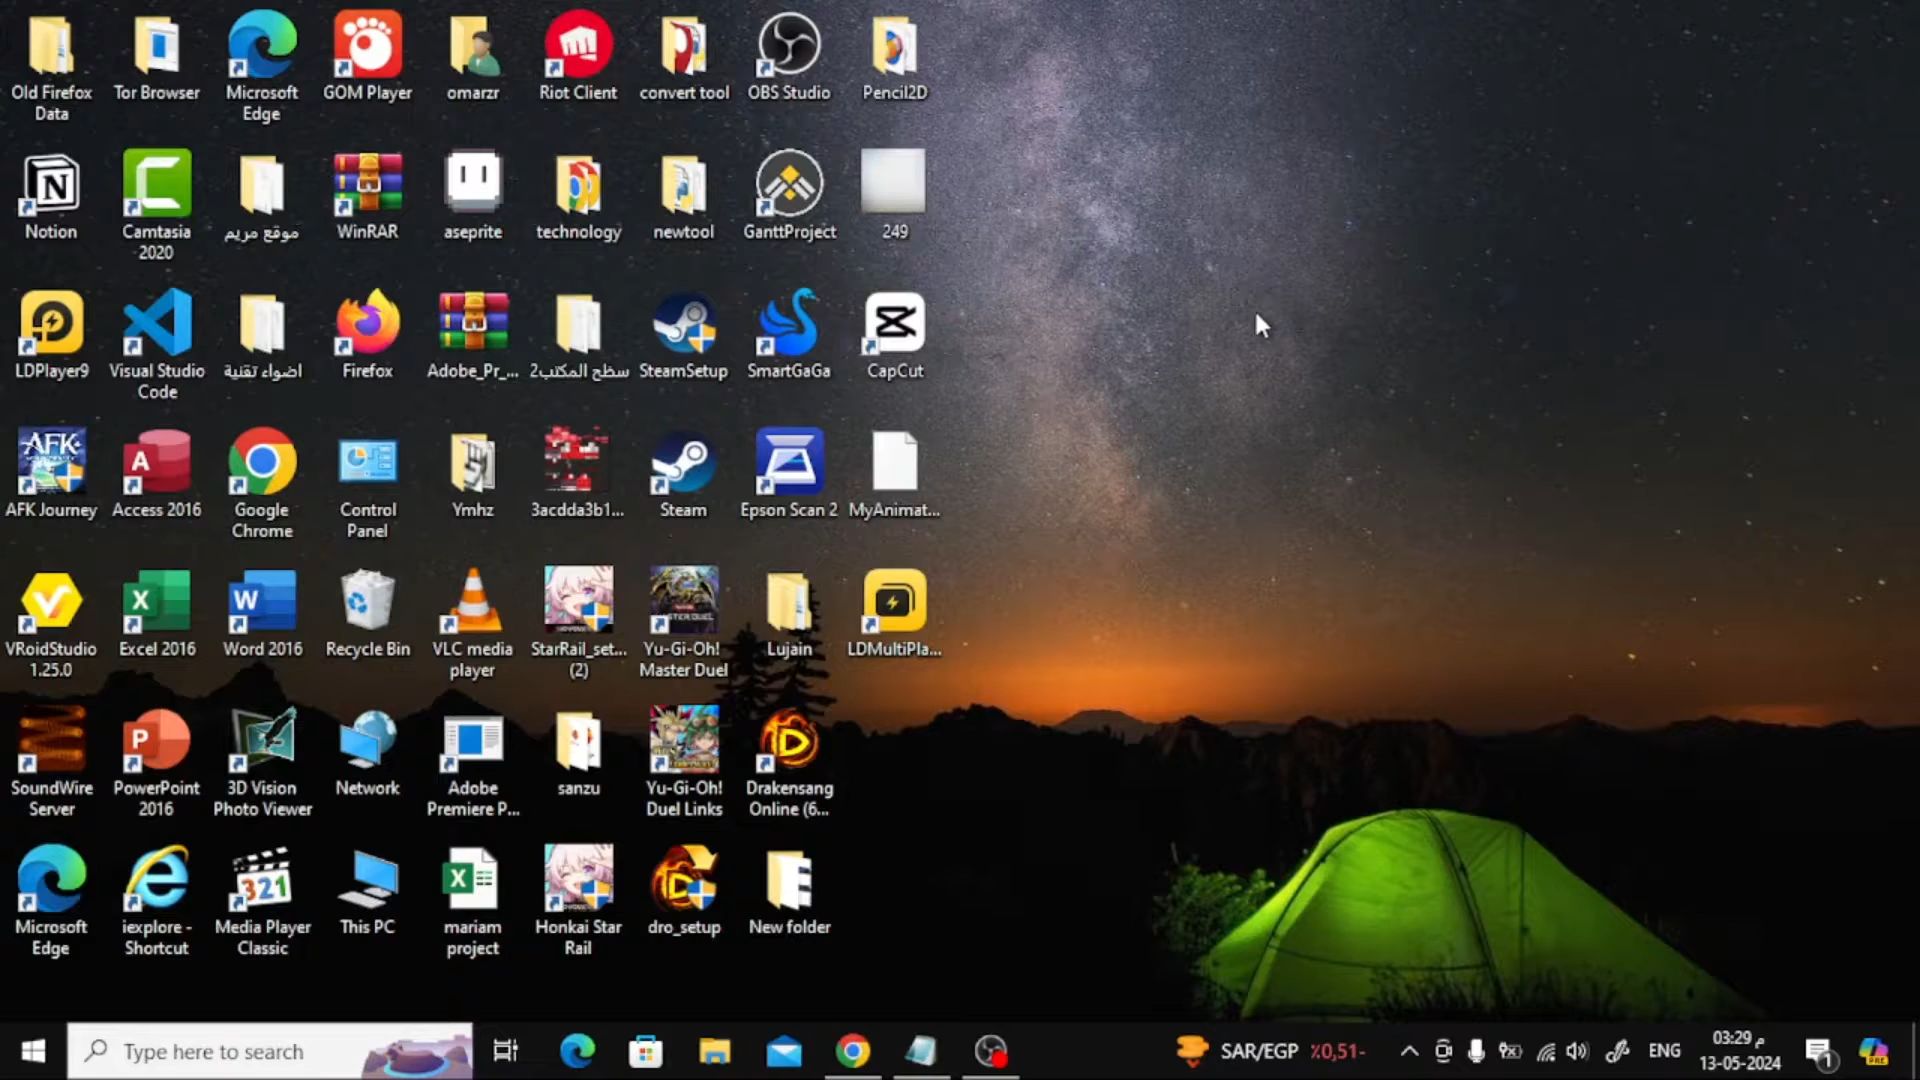 Old Firefox
Data
Tor Browser
Microsoft
Edge
GOM Player
omarzr
Riot Client
convert tool
OBS Studio
Pencil2D
Notion
Camtasia
2020
موقع مريم
WinRAR
aseprite
technology
newtool
GanttProject
249
LDPlayer9
Visual Studio
Code
اضواء تقنية
Firefox
Adobe_Pr_...
سطح المكتب2
SteamSetup
SmartGaGa
CapCut
AFK
AFK Journey
Access 2016
Google
Chrome
Control
Panel
Ymhz
3acdda3b1...
Steam
Epson Scan 2
MyAnimat...
VRoidStudio
1.25.0
Excel 2016
Word 2016
Recycle Bin
VLC media
player
StarRail_set...
(2)
Yu-Gi-Oh!
Master Duel
Lujain
LDMultiPla...
SoundWire
Server
PowerPoint
2016
3D Vision
Photo Viewer
Network
Adobe
Premiere P...
sanzu
Yu-Gi-Oh!
Duel Links
Drakensang
Online (6...
321
Microsoft
Edge
iexplore -
Shortcut
Media Player
Classic
This PC
mariam
project
Honkai Star
Rail
dro_setup
New folder
Type here to search
SAR/EGP
٪0,51-
ENG
03:29 م
13-05-2024
1
PRE